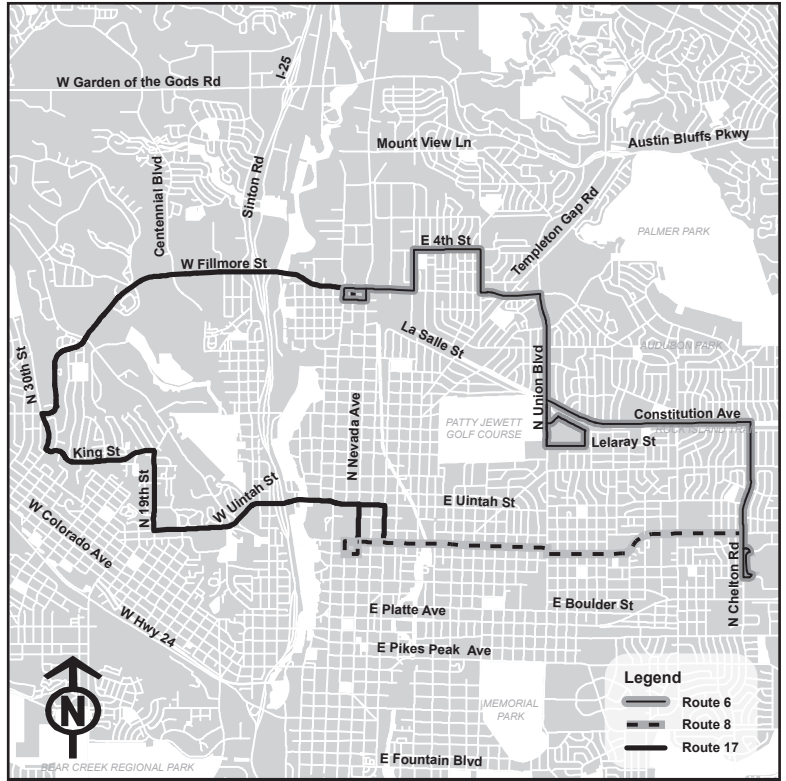 I-25
W Garden of the Gods Rd
Mount View Ln
Austin Bluffs Pkwy
Centennial Blvd
Sinton Rd
Templeton Gap Rd
PALMER PARK
E 4th St
W Fillmore St
La Salle St
AUDUBON PARK
N 30th St
N Union Blvd
N Nevada Ave
PATTY JEWETT
GOLF COURSE
Constitution Ave
ROCK ISLAND TR
Lelaray St
King St
N 19th St
W Uintah St
E Uintah St
W Colorado Ave
N Chelton Rd
E Platte Ave
E Boulder St
W Hwy 24
E Pikes Peak Ave
MEMORIAL
PARK
N
BEAR CREEK REGIONAL PARK
E Fountain Blvd
Legend
Route 6
Route 8
Route 17